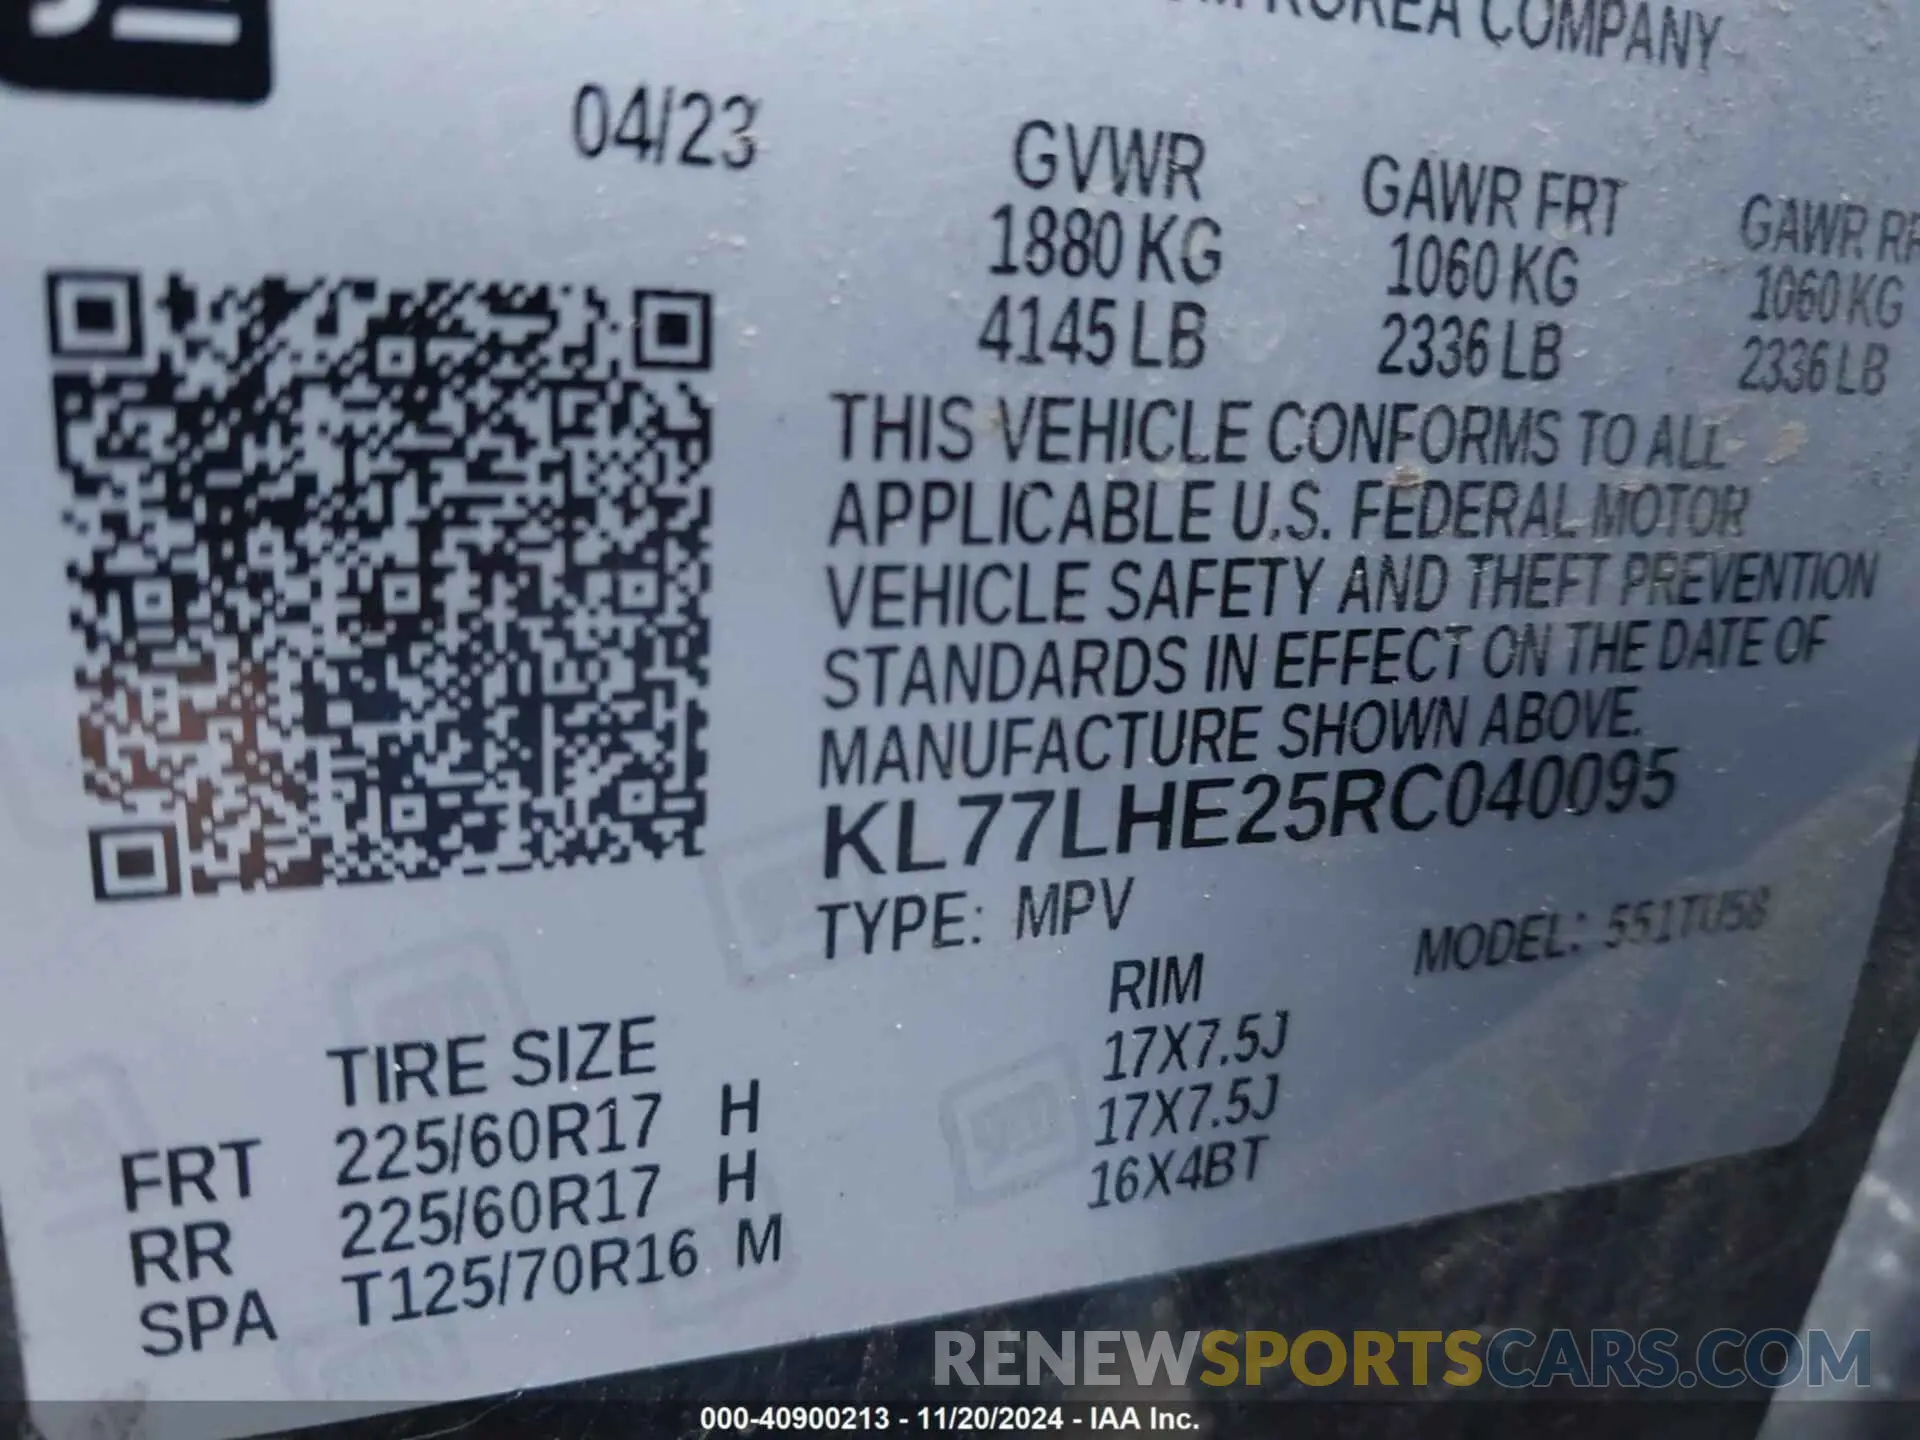 KOREA COMPANY
04/23
GVWR
1880 KG
4145 LB
GAWR FRT
1060 KG
2336 LB
GAWR
1060 KG
2336 LB
THIS VEHICLE CONFORMS TO ALL
APPLICABLE U.S. FEDERAL MOTOR
VEHICLE SAFETY AND THEFT PREVENTION
STANDARDS IN EFFECT ON THE DATE OF
MANUFACTURE SHOWN ABOVE.
KL77LHE25RC040095
TYPE: MPV
MODEL: 551TU58
TIRE SIZE
RIM
FRT 225/60R17 H 17X7.5J
RR 225/60R17 H 17X7.5J
SPA T125/70R16 M 16X4BT
RENEWSPORTSCARS.COM
000-40900213 - 11/20/2024 - IAA Inc.